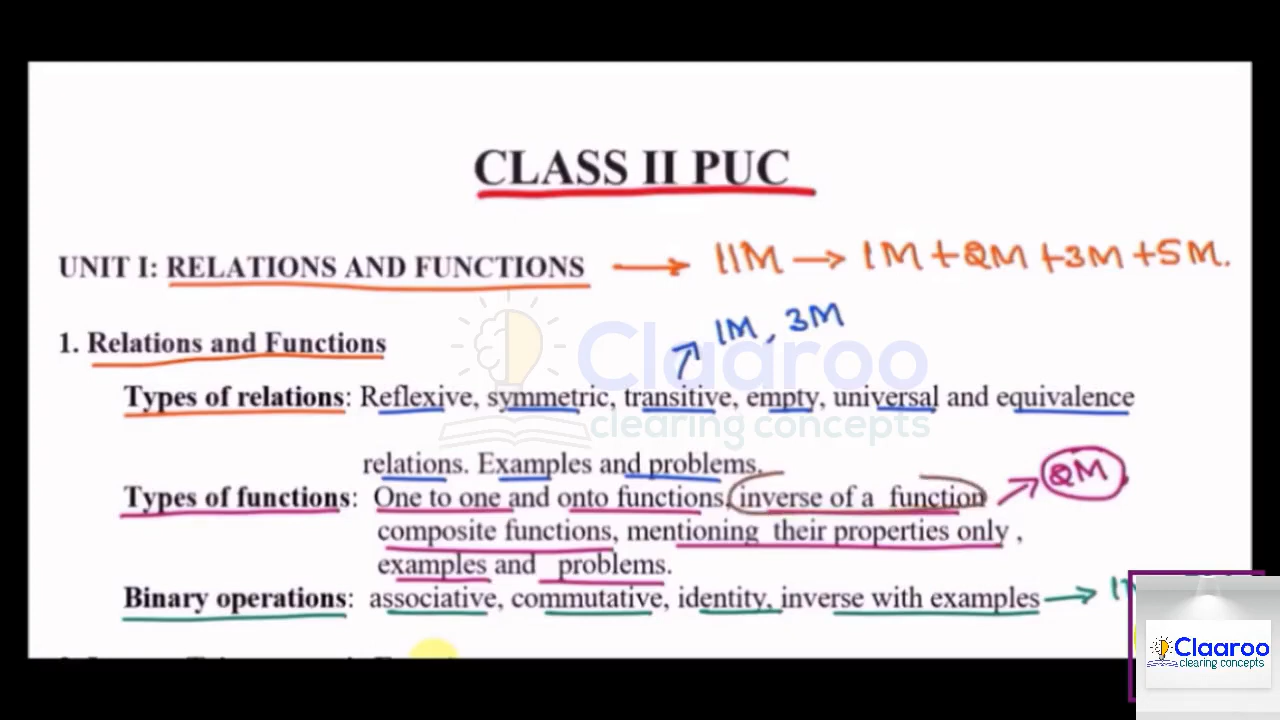 CLASS II PUC
UNIT I: RELATIONS AND FUNCTIONS → 11M → 1M + 2M + 3M + 5M.
1M, 3M
1. Relations and Functions
Types of relations: Reflexive, symmetric, transitive, empty, universal and equivalence
relations. Examples and problems.
Types of functions: One to one and onto functions, inverse of a function → 2M
composite functions, mentioning their properties only ,
examples and problems.
Binary operations: associative, commutative, identity, inverse with examples →
Claaroo
clearing concepts
Claaroo
clearing concepts